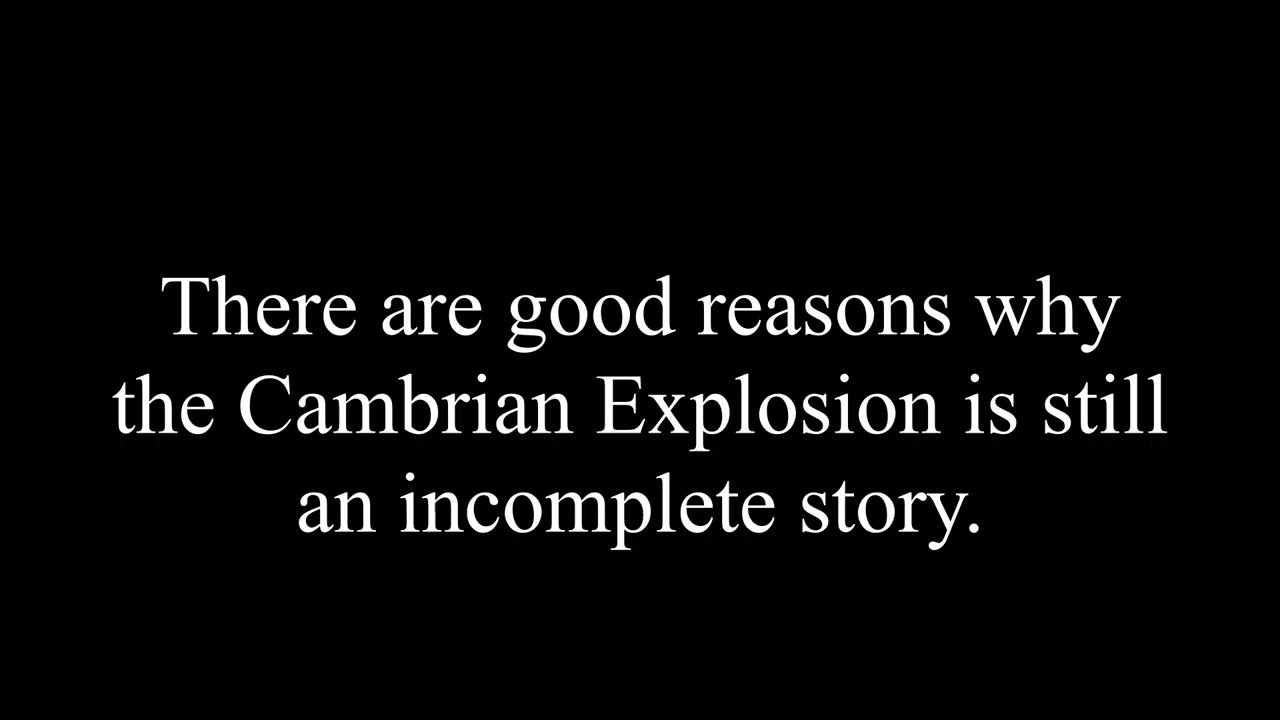 There are good reasons why
the Cambrian Explosion is still
an incomplete story.